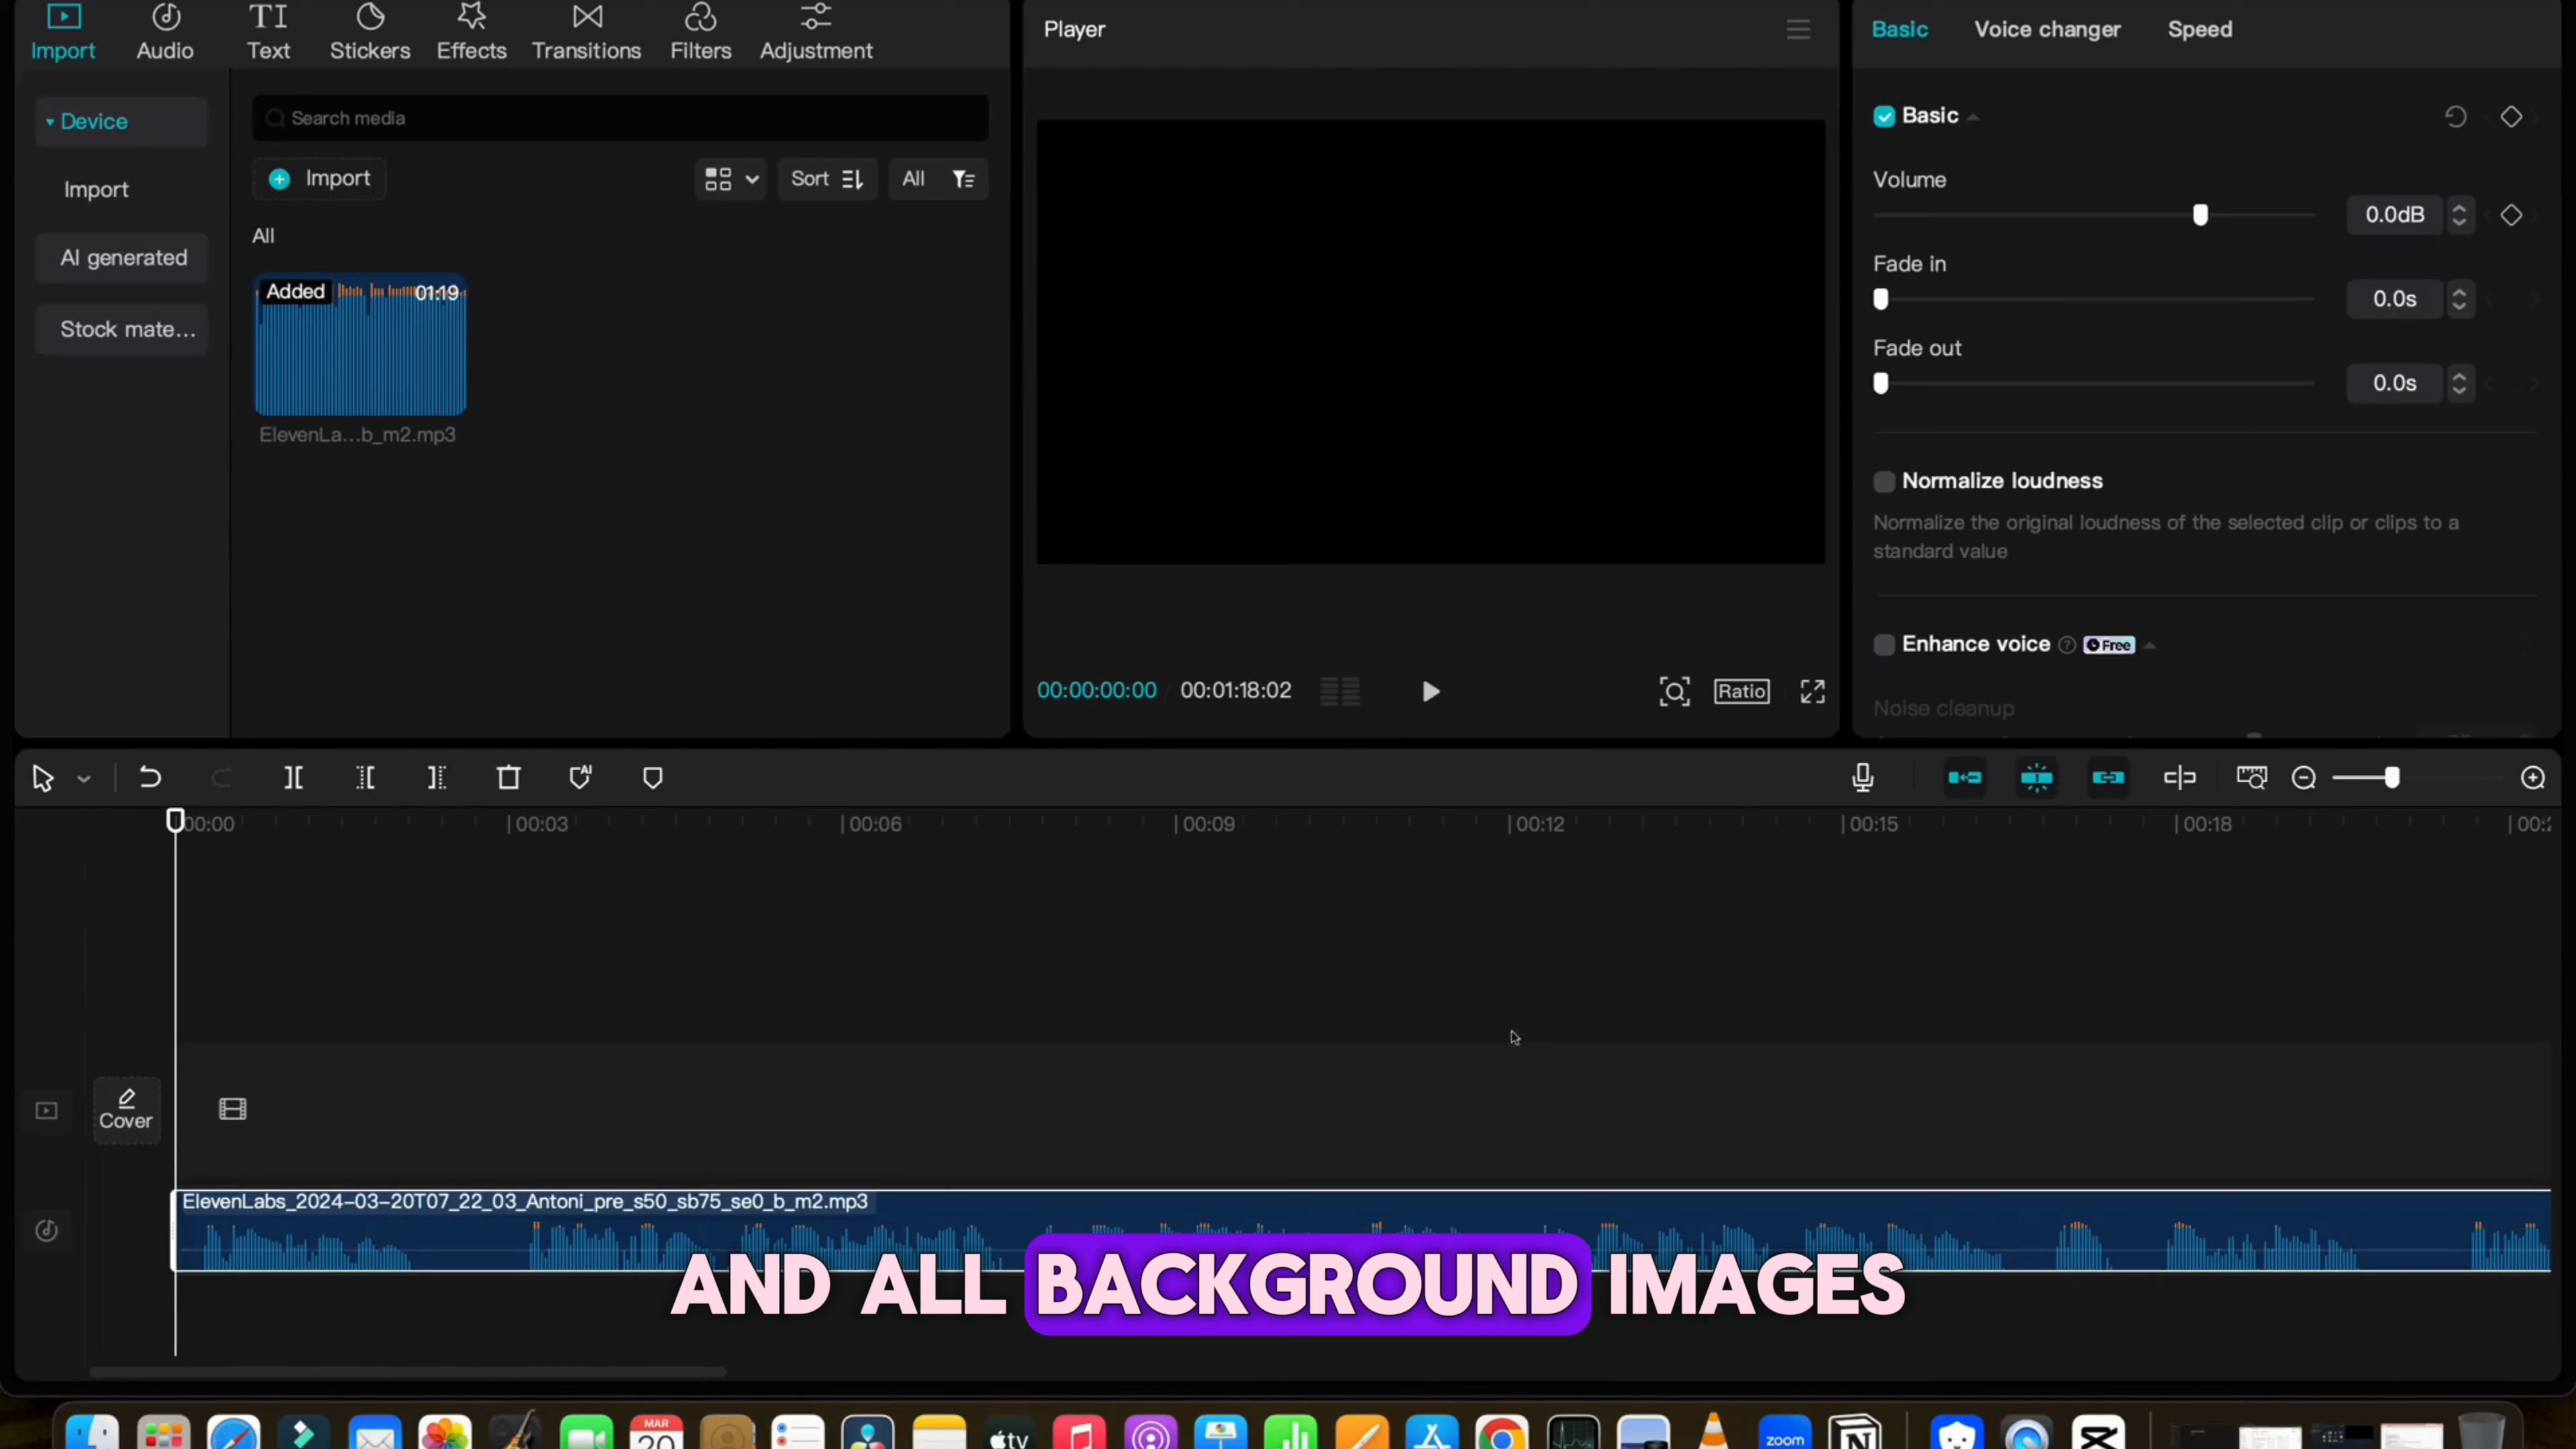 Import
Audio
Text
Stickers
Effects
Transitions
Filters
Adjustment
Player
Basic
Voice changer
Speed
Device
Import
AI generated
Stock mate...
Search media
Import
Sort
All
All
Added
01:19
ElevenLa...b_m2.mp3
00:00:00:00
00:01:18:02
Ratio
Basic
Volume
0.0dB
Fade in
0.0s
Fade out
0.0s
Normalize loudness
Normalize the original loudness of the selected clip or clips to a
standard value
Enhance voice
Free
Noise cleanup
AI
00:00
00:03
00:06
00:09
00:12
00:15
00:18
Cover
ElevenLabs_2024-03-20T07_22_03_Antoni_pre_s50_sb75_se0_b_m2.mp3
AND ALL BACKGROUND IMAGES
MAR
20
tv
zoom